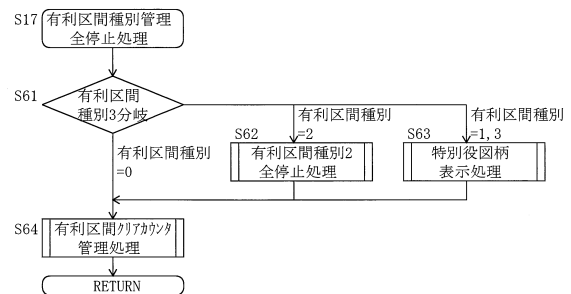 S17
有利区間種別管理
全停止処理
S61
有利区間
種別3分岐
有利区間種別
=2
有利区間種別
=1,3
有利区間種別
=0
S62
有利区間種別2
全停止処理
S63
特別役図柄
表示処理
S64
有利区間ｸﾘｱｶｳﾝﾀ
管理処理
RETURN